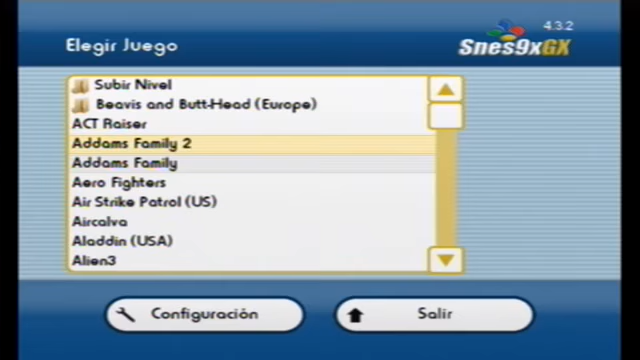 4.3.2
Elegir Juego
Snes9xGX
Subir Nivel
Beavis and Butt-Head (Europe)
ACT Raiser
Addams Family 2
Addams Family
Aero Fighters
Air Strike Patrol (US)
Aircalva
Aladdin (USA)
Alien3
Configuración
Salir